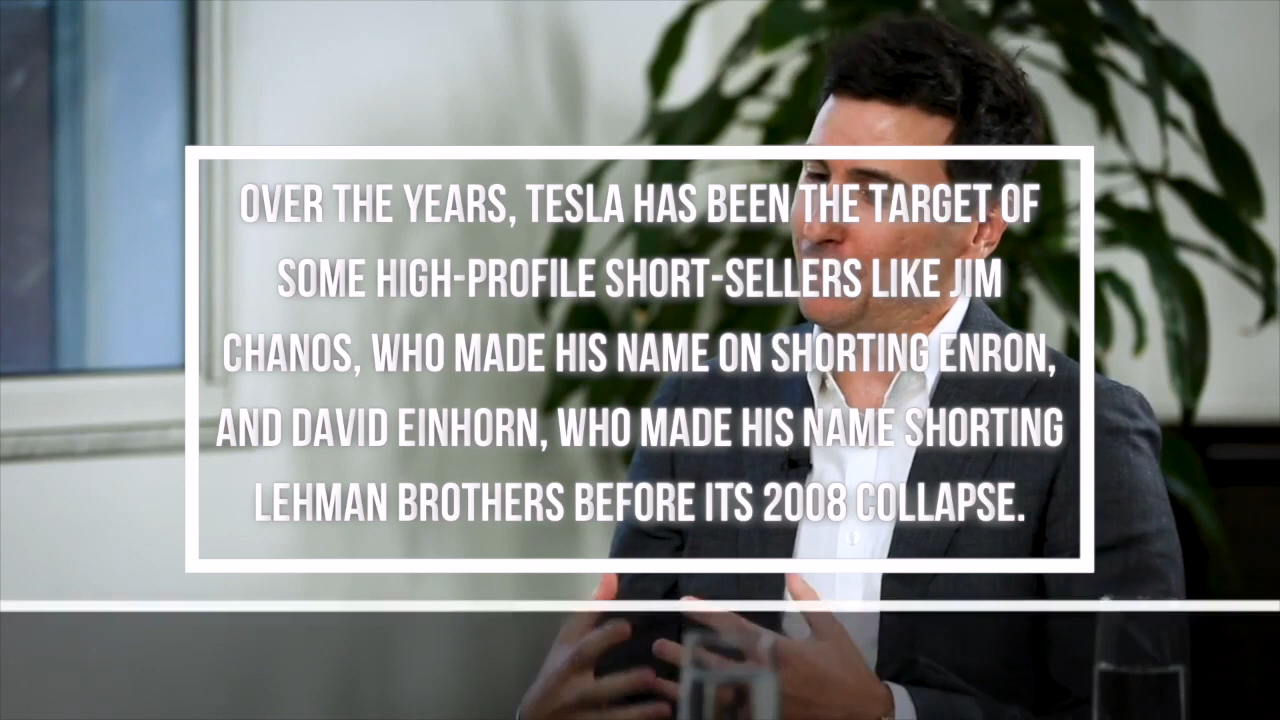 OVER THE YEARS, TESLA HAS BEEN THE TARGET OF
SOME HIGH-PROFILE SHORT-SELLERS LIKE JIM
CHANOS, WHO MADE HIS NAME ON SHORTING ENRON,
AND DAVID EINHORN, WHO MADE HIS NAME SHORTING
LEHMAN BROTHERS BEFORE ITS 2008 COLLAPSE.